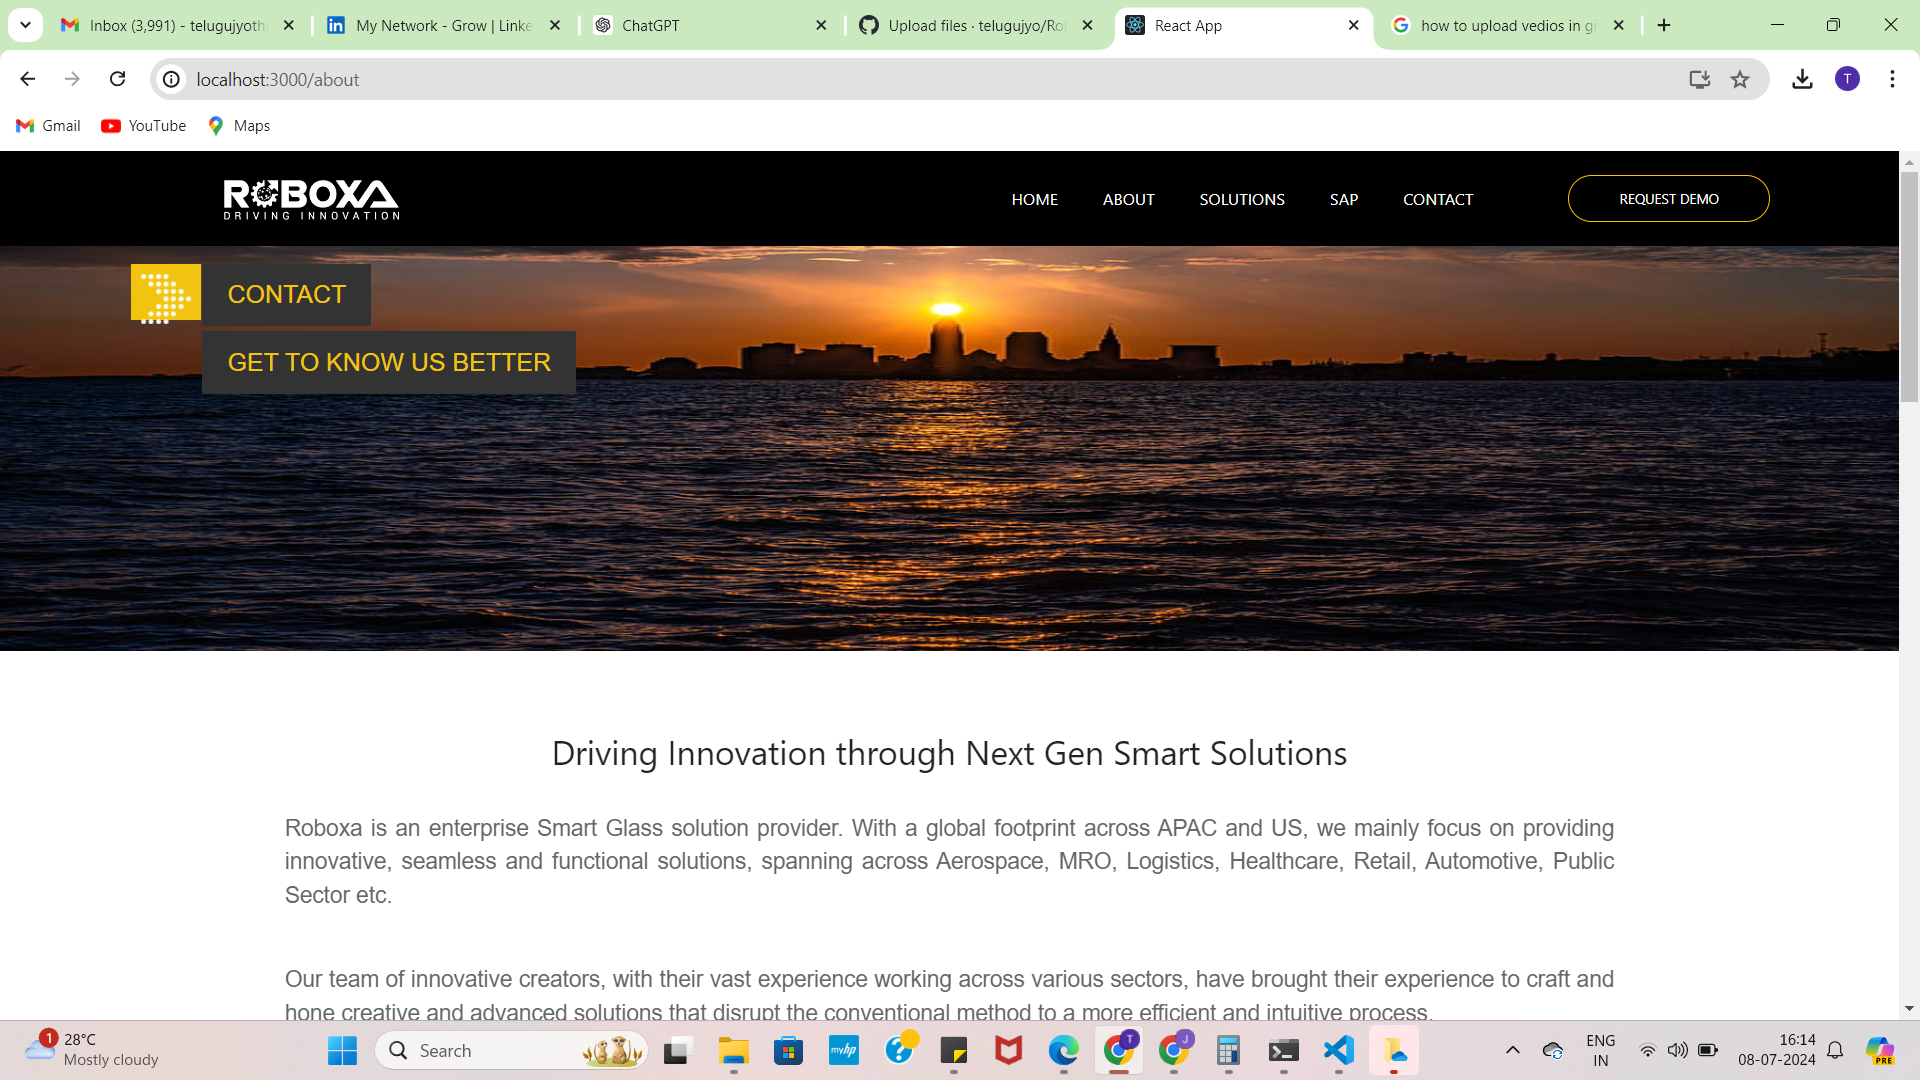 Inbox (3,991) - telugujyoth
My Network - Grow | Linke
ChatGPT
Upload files · telugujyo/Rol
React App
how to upload vedios in gi
localhost:3000/about
T
Gmail
YouTube
Maps
ROBOXA
DRIVING INNOVATION
HOME
ABOUT
SOLUTIONS
SAP
CONTACT
REQUEST DEMO
CONTACT
GET TO KNOW US BETTER
Driving Innovation through Next Gen Smart Solutions
Roboxa is an enterprise Smart Glass solution provider. With a global footprint across APAC and US, we mainly focus on providing
innovative, seamless and functional solutions, spanning across Aerospace, MRO, Logistics, Healthcare, Retail, Automotive, Public
Sector etc.
Our team of innovative creators, with their vast experience working across various sectors, have brought their experience to craft and
hone creative and advanced solutions that disrupt the conventional method to a more efficient and intuitive process.
1
28°C
Mostly cloudy
Search
myhp
T
J
ENG
IN
16:14
08-07-2024
PRE